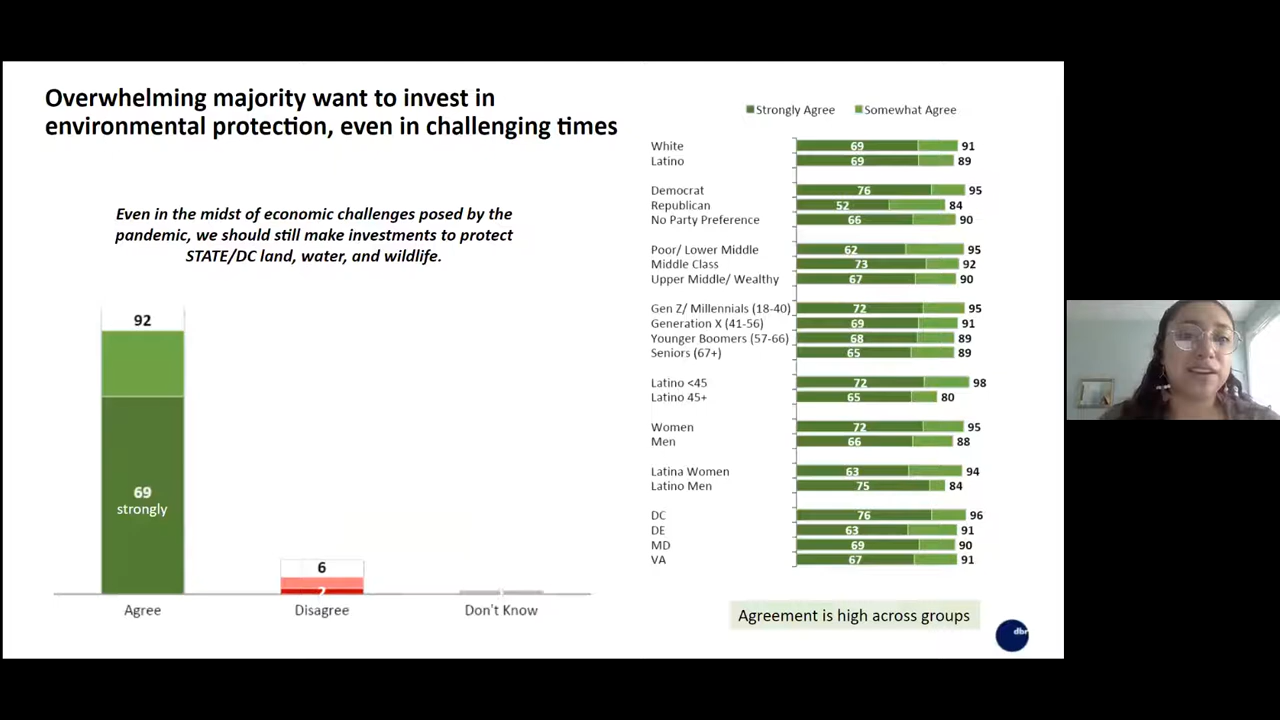 Overwhelming majority want to invest in
environmental protection, even in challenging times
Even in the midst of economic challenges posed by the
pandemic, we should still make investments to protect
STATE/DC land, water, and wildlife.
92
69
strongly
6
2
Agree
Disagree
Don't Know
Strongly Agree
Somewhat Agree
White 69 91
Latino 69 89
Democrat 76 95
Republican 52 84
No Party Preference 66 90
Poor/ Lower Middle 62 95
Middle Class 73 92
Upper Middle/ Wealthy 67 90
Gen Z/ Millennials (18-40) 72 95
Generation X (41-56) 69 91
Younger Boomers (57-66) 68 89
Seniors (67+) 65 89
Latino <45 72 98
Latino 45+ 65 80
Women 72 95
Men 66 88
Latina Women 63 94
Latino Men 75 84
DC 76 96
DE 63 91
MD 69 90
VA 67 91
Agreement is high across groups
dbr